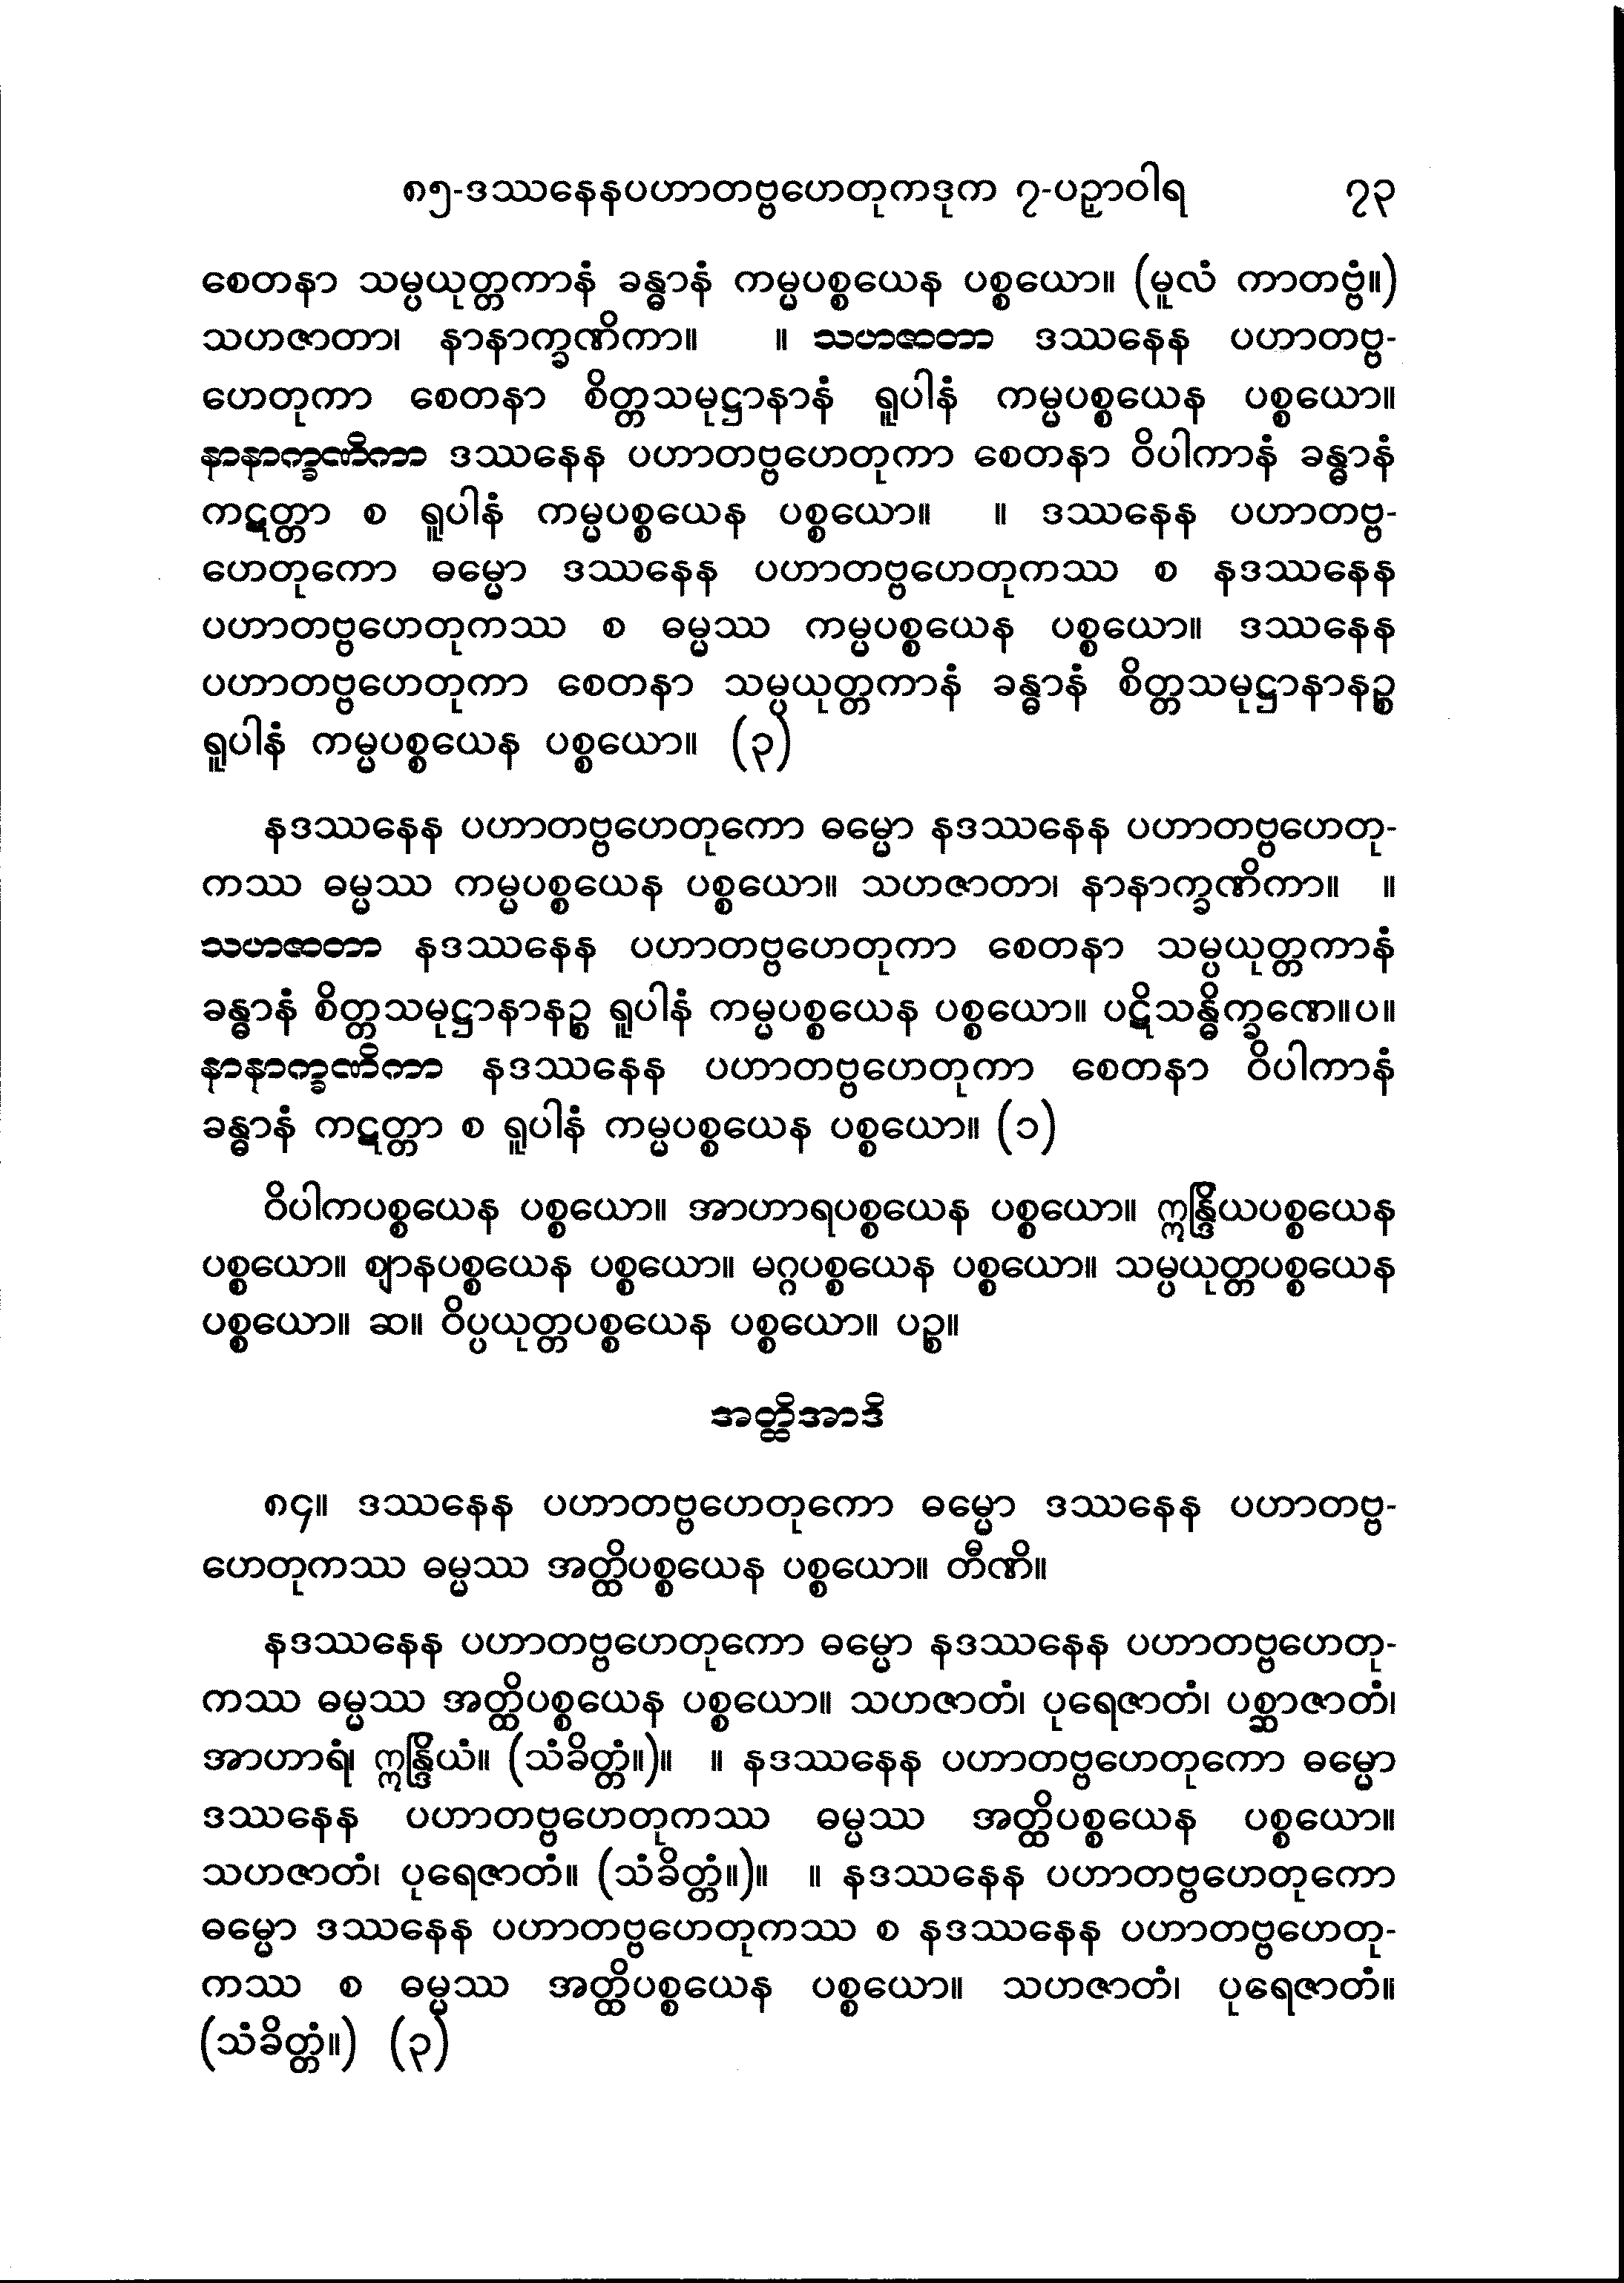 ၈၅-ဒဿနေနပဟာတဗ္ဗဟေတုကဒုက ၇-ပဉှာဝါရ ၇၃
စေတနာ သမ္ပယုတ္တကာနံ ခန္ဓာနံ ကမ္မပစ္စယေန ပစ္စယော။ (မူလံ ကာတဗ္ဗံ။)
သဟဇာတာ၊ နာနာက္ခဏိကာ။ ။ သဟဇာတာ ဒဿနေန ပဟာတဗ္ဗ-
ဟေတုကာ စေတနာ စိတ္တသမုဋ္ဌာနာနံ ရူပါနံ ကမ္မပစ္စယေန ပစ္စယော။
နာနာက္ခဏိကာ ဒဿနေန ပဟာတဗ္ဗဟေတုကာ စေတနာ ဝိပါကာနံ ခန္ဓာနံ
ကဋတ္တာ စ ရူပါနံ ကမ္မပစ္စယေန ပစ္စယော။ ။ ဒဿနေန ပဟာတဗ္ဗ-
ဟေတုကော ဓမ္မော ဒဿနေန ပဟာတဗ္ဗဟေတုကဿ စ နဒဿနေန
ပဟာတဗ္ဗဟေတုကဿ စ ဓမ္မဿ ကမ္မပစ္စယေန ပစ္စယော။ ဒဿနေန
ပဟာတဗ္ဗဟေတုကာ စေတနာ သမ္ပယုတ္တကာနံ ခန္ဓာနံ စိတ္တသမုဋ္ဌာနာနဉ္စ
ရူပါနံ ကမ္မပစ္စယေန ပစ္စယော။ (၃)
နဒဿနေန ပဟာတဗ္ဗဟေတုကော ဓမ္မော နဒဿနေန ပဟာတဗ္ဗဟေတု-
ကဿ ဓမ္မဿ ကမ္မပစ္စယေန ပစ္စယော။ သဟဇာတာ၊ နာနာက္ခဏိကာ။ ။
သဟဇာတာ နဒဿနေန ပဟာတဗ္ဗဟေတုကာ စေတနာ သမ္ပယုတ္တကာနံ
ခန္ဓာနံ စိတ္တသမုဋ္ဌာနာနဉ္စ ရူပါနံ ကမ္မပစ္စယေန ပစ္စယော။ ပဋိသန္ဓိက္ခဏေ။ပ။
နာနာက္ခဏိကာ နဒဿနေန ပဟာတဗ္ဗဟေတုကာ စေတနာ ဝိပါကာနံ
ခန္ဓာနံ ကဋတ္တာ စ ရူပါနံ ကမ္မပစ္စယေန ပစ္စယော။ (၁)
ဝိပါကပစ္စယေန ပစ္စယော။ အာဟာရပစ္စယေန ပစ္စယော။ ဣန္ဒြိယပစ္စယေန
ပစ္စယော။ ဈာနပစ္စယေန ပစ္စယော။ မဂ္ဂပစ္စယေန ပစ္စယော။ သမ္ပယုတ္တပစ္စယေန
ပစ္စယော။ ဆ။ ဝိပ္ပယုတ္တပစ္စယေန ပစ္စယော။ ပဉ္စ။
အတ္ထိအာဒိ
၈၄။ ဒဿနေန ပဟာတဗ္ဗဟေတုကော ဓမ္မော ဒဿနေန ပဟာတဗ္ဗ-
ဟေတုကဿ ဓမ္မဿ အတ္ထိပစ္စယေန ပစ္စယော။ တီဏိ။
နဒဿနေန ပဟာတဗ္ဗဟေတုကော ဓမ္မော နဒဿနေန ပဟာတဗ္ဗဟေတု-
ကဿ ဓမ္မဿ အတ္ထိပစ္စယေန ပစ္စယော။ သဟဇာတံ၊ ပုရေဇာတံ၊ ပစ္ဆာဇာတံ၊
အာဟာရံ၊ ဣန္ဒြိယံ။ (သံခိတ္တံ။)။ ။ နဒဿနေန ပဟာတဗ္ဗဟေတုကော ဓမ္မော
ဒဿနေန ပဟာတဗ္ဗဟေတုကဿ ဓမ္မဿ အတ္ထိပစ္စယေန ပစ္စယော။
သဟဇာတံ၊ ပုရေဇာတံ။ (သံခိတ္တံ။)။ ။ နဒဿနေန ပဟာတဗ္ဗဟေတုကော
ဓမ္မော ဒဿနေန ပဟာတဗ္ဗဟေတုကဿ စ နဒဿနေန ပဟာတဗ္ဗဟေတု-
ကဿ စ ဓမ္မဿ အတ္ထိပစ္စယေန ပစ္စယော။ သဟဇာတံ၊ ပုရေဇာတံ။
(သံခိတ္တံ။) (၃)